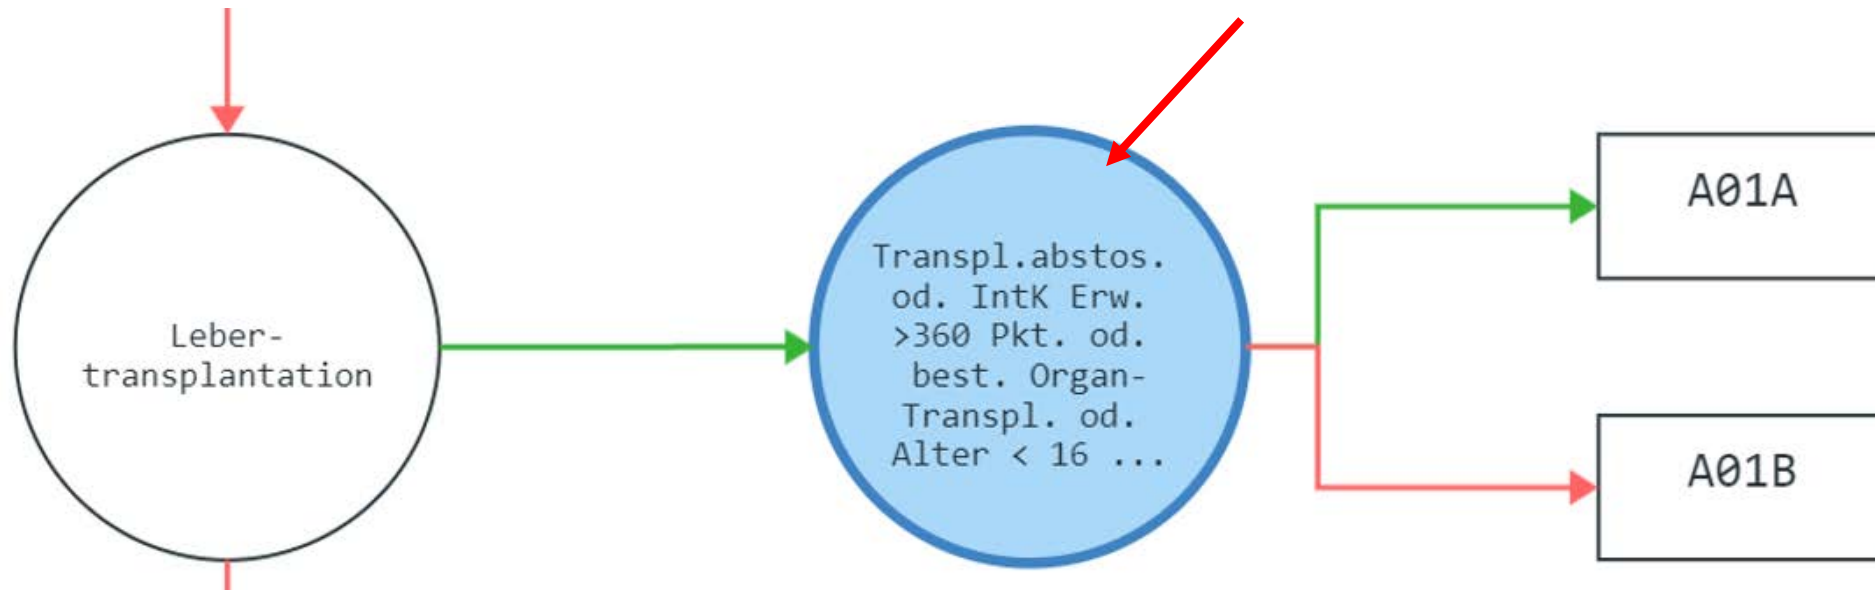 Leber-
transplantation
Transpl.abstos.
od. IntK Erw.
>360 Pkt. od.
best. Organ-
Transpl. od.
Alter < 16 ...
A01A
A01B